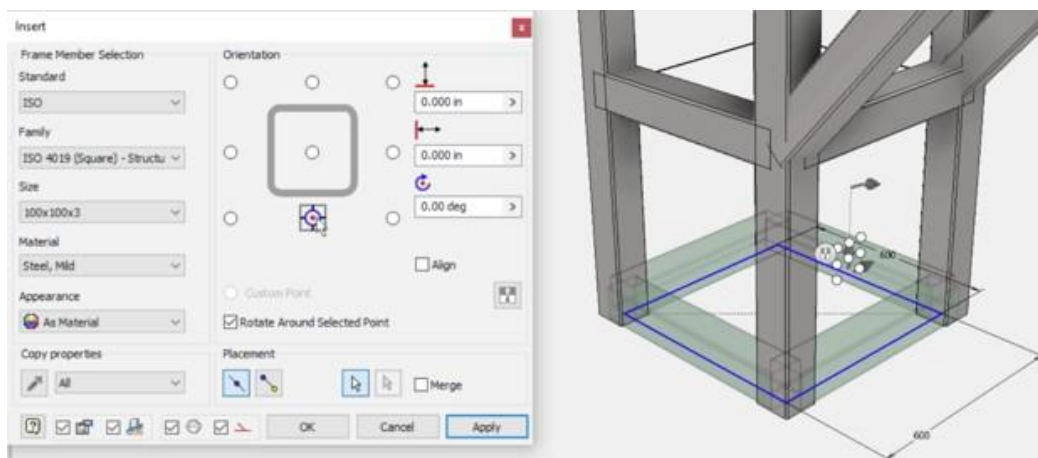 Insert
x
Frame Member Selection
Standard
ISO
Family
ISO 4019 (Square) - Structu
Size
100x100x3
Material
Steel, Mild
Appearance
As Material
Orientation
0.000 in >
0.000 in >
0.00 deg >
Align
Custom Point
Rotate Around Selected Point
Copy properties
All
Placement
Merge
?
OK
Cancel
Apply
600
600